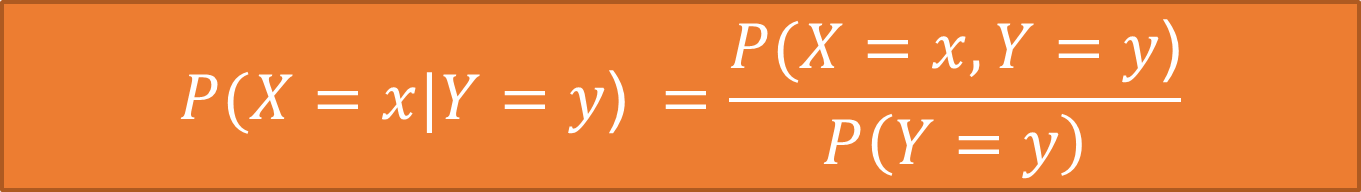 P(X = x|Y = y) = P(X = x, Y = y) / P(Y = y)